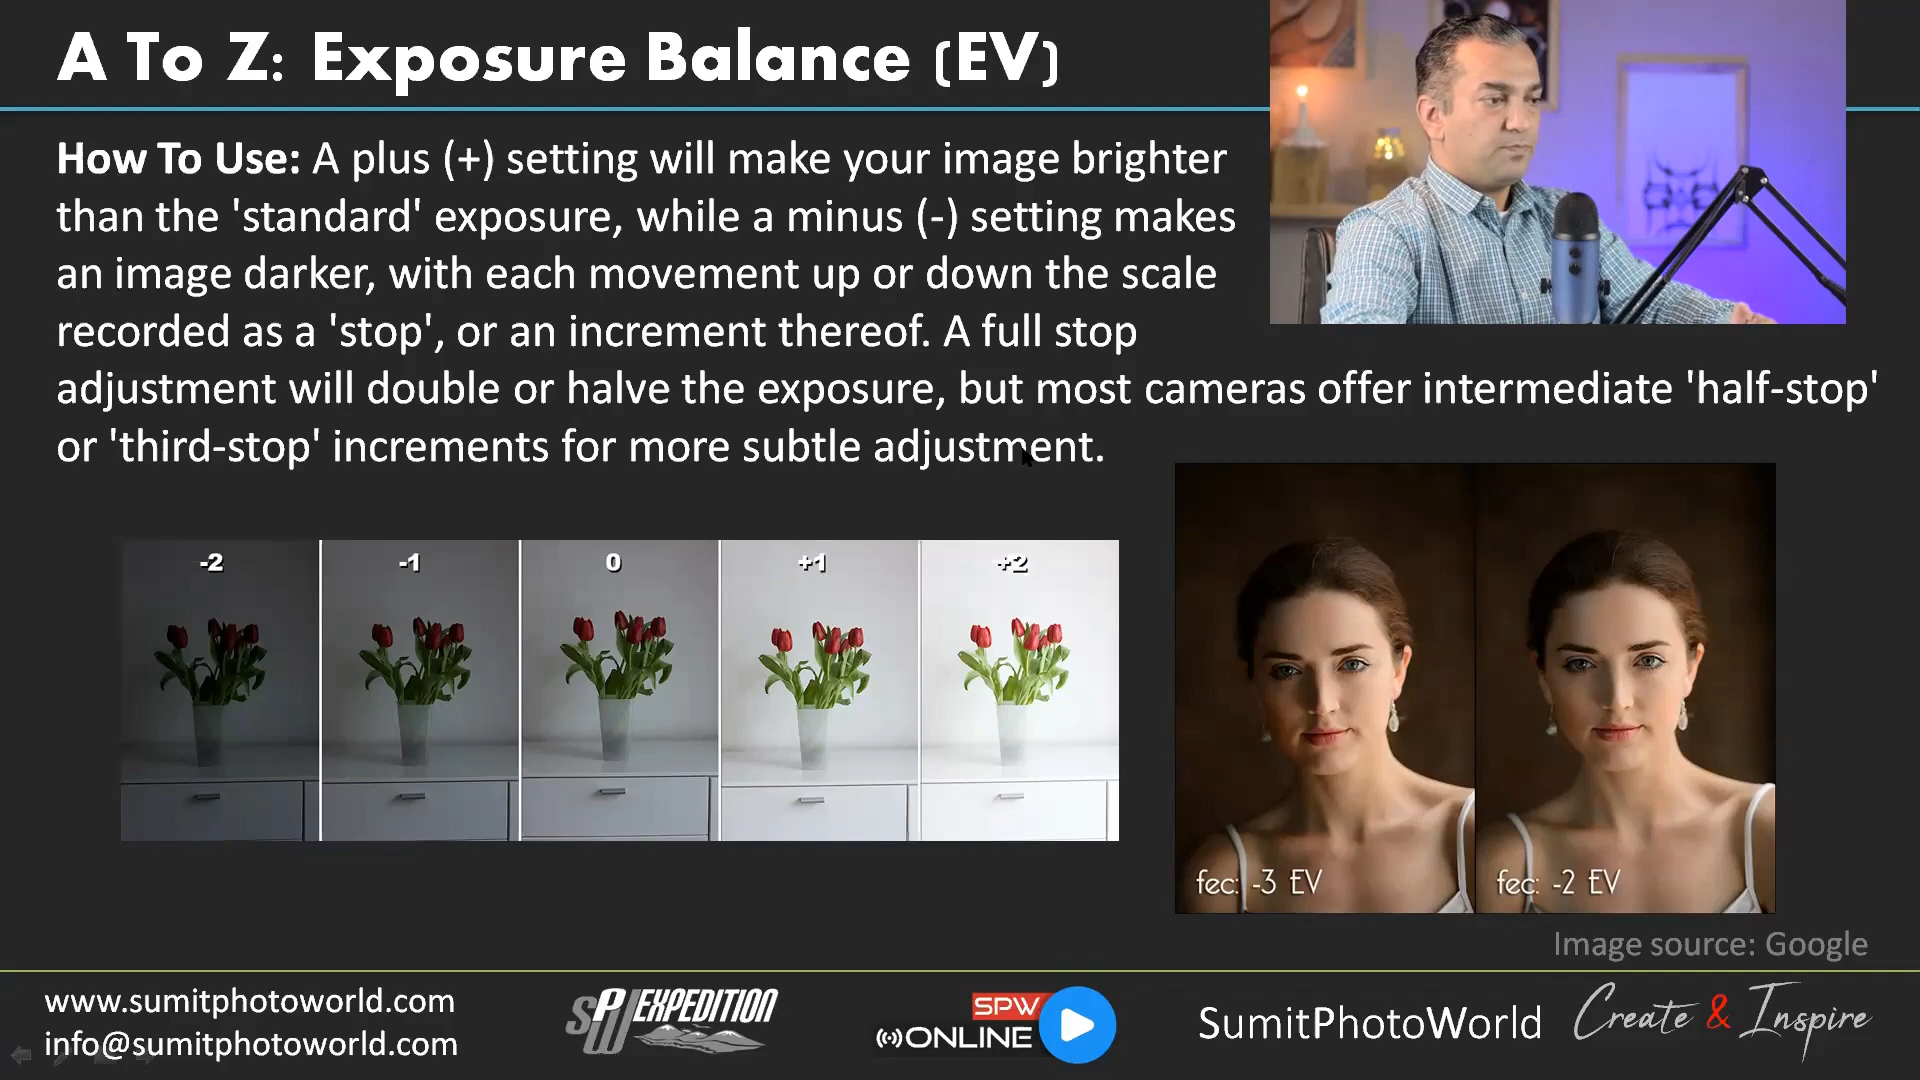 A To Z: Exposure Balance (EV)
How To Use: A plus (+) setting will make your image brighter
than the 'standard' exposure, while a minus (-) setting makes
an image darker, with each movement up or down the scale
recorded as a 'stop', or an increment thereof. A full stop
adjustment will double or halve the exposure, but most cameras offer intermediate 'half-stop'
or 'third-stop' increments for more subtle adjustment.
-2 -1 0 +1 +2
fec: -3 EV fec: -2 EV
Image source: Google
www.sumitphotoworld.com
info@sumitphotoworld.com
SPW EXPEDITION
SPW
ONLINE
SumitPhotoWorld
Create & Inspire